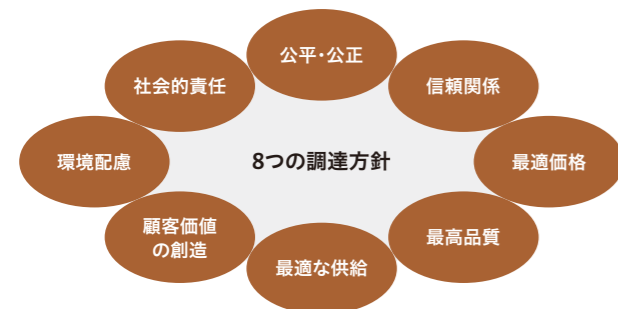 公平・公正
社会的責任
信頼関係
環境配慮
8つの調達方針
最適価格
顧客価値
の創造
最高品質
最適な供給